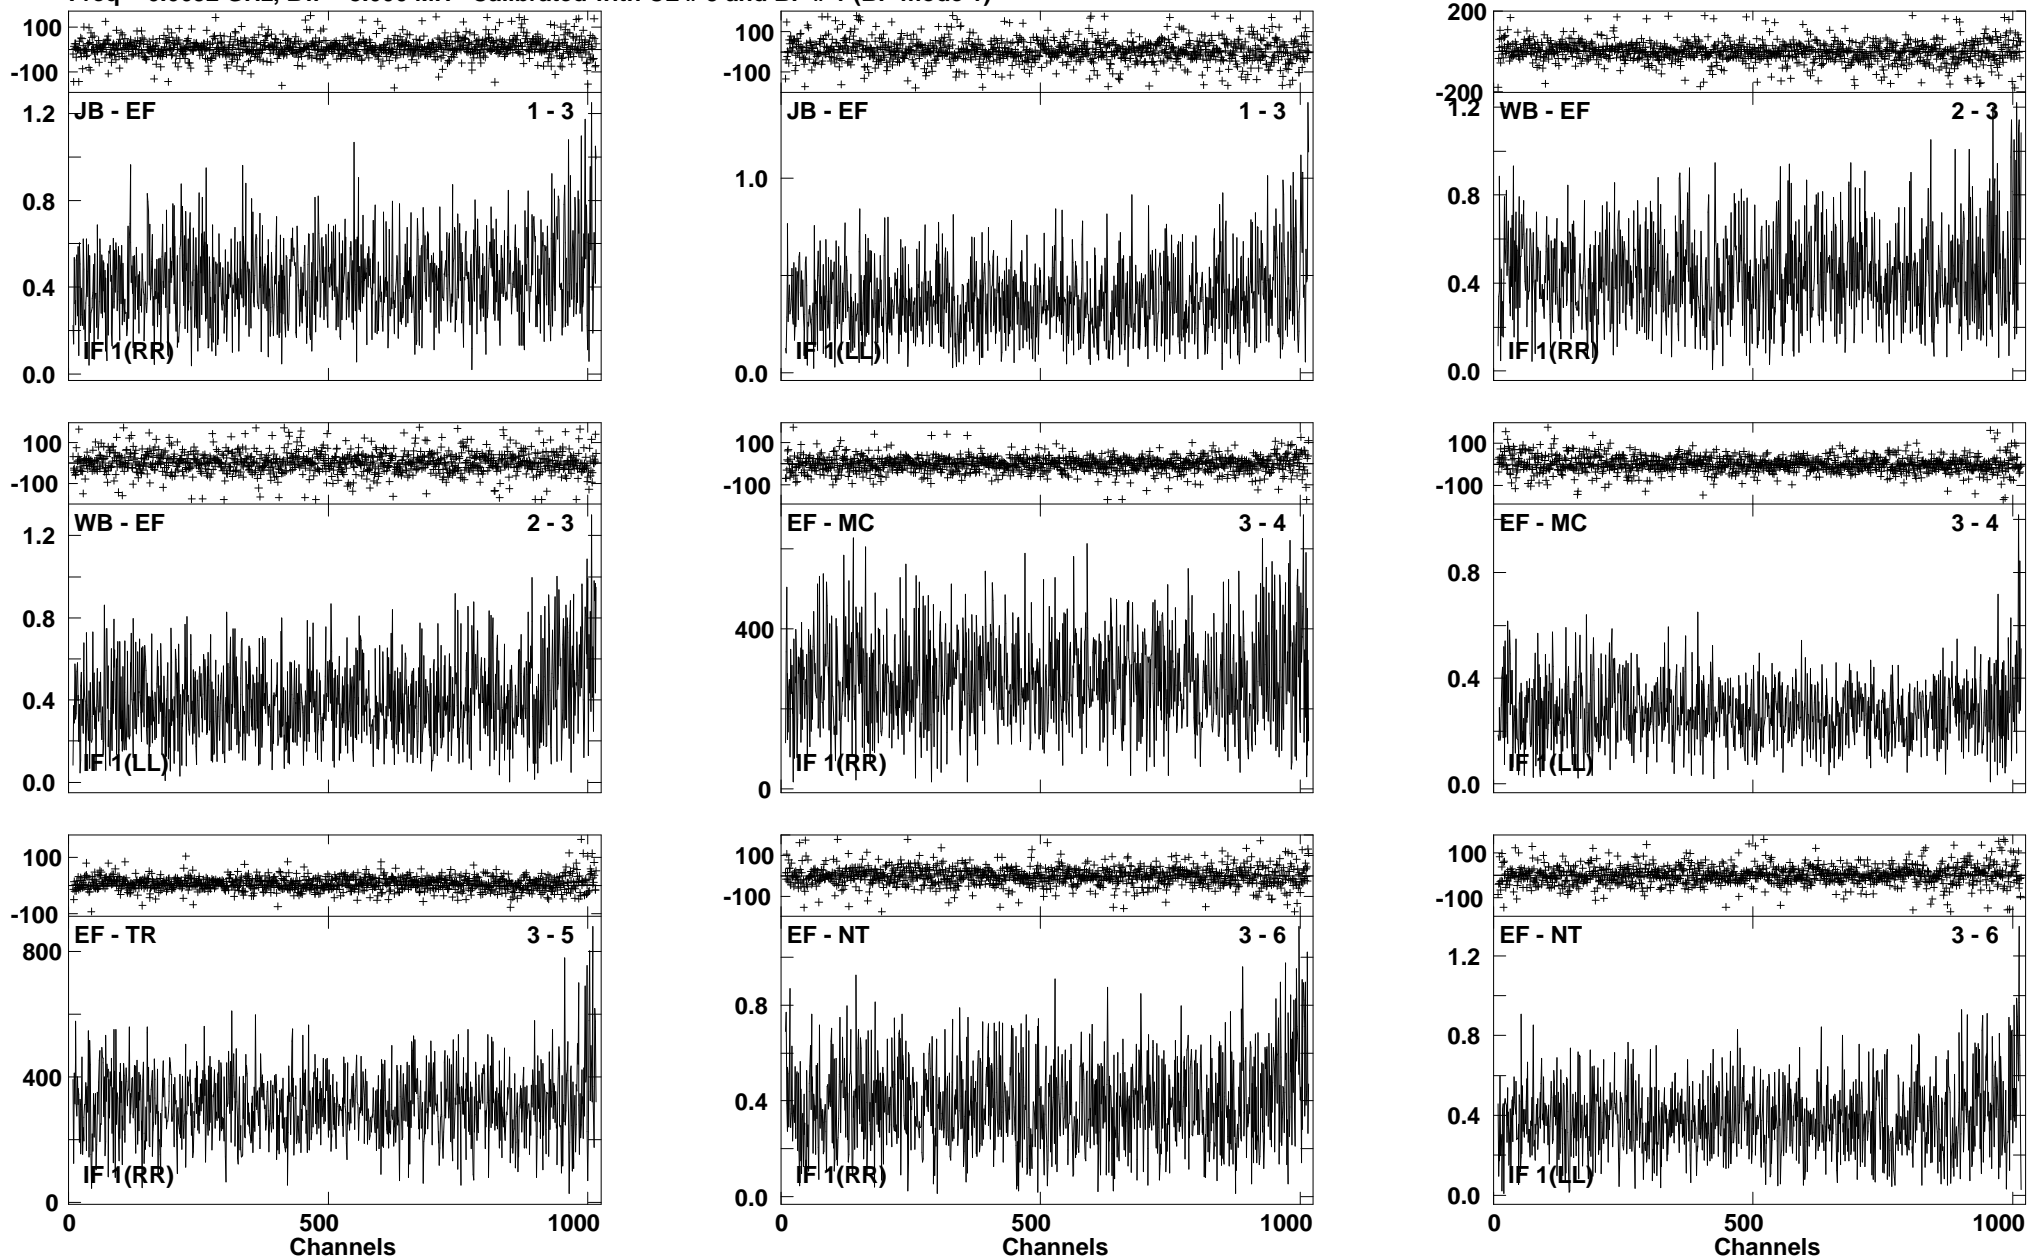 100
-100
JB - EF 1 - 3
1.2
0.8
0.4
0.0
IF 1(RR)
100
-100
JB - EF 1 - 3
1.0
0.0
IF 1(LL)
200
-200
WB - EF 2 - 3
1.2
0.8
0.4
0.0
IF 1(RR)
100
-100
WB - EF 2 - 3
1.2
0.8
0.4
0.0
IF 1(LL)
100
-100
EF - MC 3 - 4
400
0
IF 1(RR)
100
-100
EF - MC 3 - 4
0.8
0.4
0.0
IF 1(LL)
100
-100
EF - TR 3 - 5
800
400
0
IF 1(RR)
0 500 1000
Channels
100
-100
EF - NT 3 - 6
0.8
0.4
0.0
IF 1(RR)
0 500 1000
Channels
100
-100
EF - NT 3 - 6
1.2
0.8
0.4
0.0
IF 1(LL)
0 500 1000
Channels